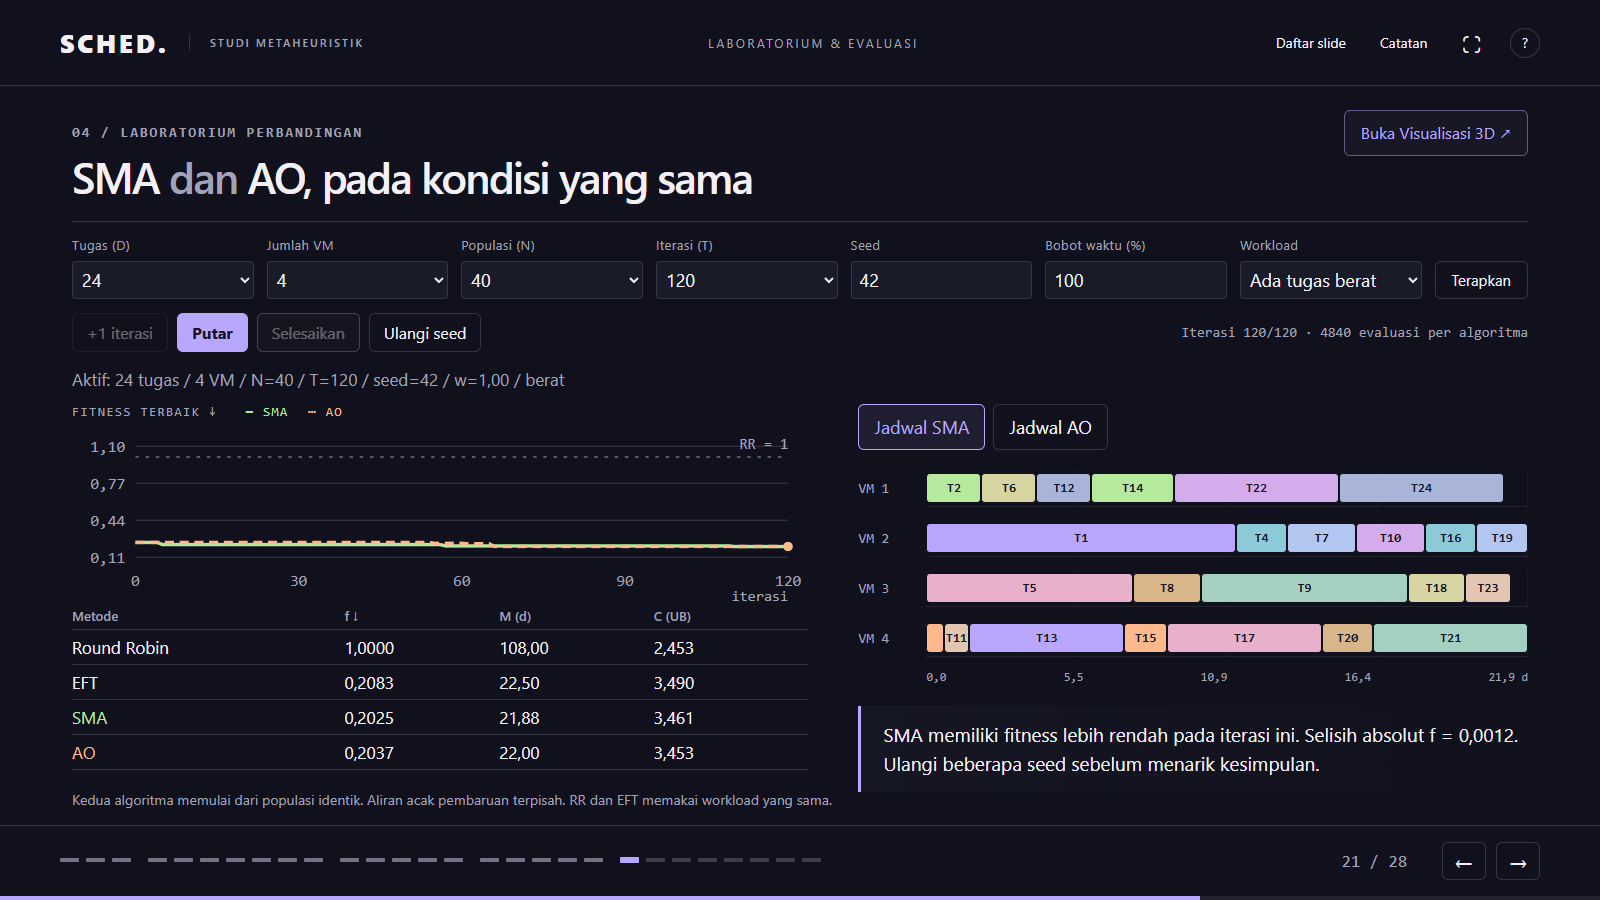 SCHED.
STUDI METAHEURISTIK
LABORATORIUM & EVALUASI
Daftar slide
Catatan
?
04 / LABORATORIUM PERBANDINGAN
Buka Visualisasi 3D ↗
SMA dan AO, pada kondisi yang sama
Tugas (D) Jumlah VM Populasi (N) Iterasi (T) Seed Bobot waktu (%) Workload
24 4 40 120 42 100 Ada tugas berat Terapkan
+1 iterasi Putar Selesaikan Ulangi seed
Iterasi 120/120 · 4840 evaluasi per algoritma
Aktif: 24 tugas / 4 VM / N=40 / T=120 / seed=42 / w=1,00 / berat
FITNESS TERBAIK ↓ SMA AO
RR = 1
1,10
0,77
0,44
0,11
0 30 60 90 120
iterasi
Metode f ↓ M (d) C (UB)
Round Robin 1,0000 108,00 2,453
EFT 0,2083 22,50 3,490
SMA 0,2025 21,88 3,461
AO 0,2037 22,00 3,453
Kedua algoritma memulai dari populasi identik. Aliran acak pembaruan terpisah. RR dan EFT memakai workload yang sama.
Jadwal SMA Jadwal AO
VM 1 T2 T6 T12 T14 T22 T24
VM 2 T1 T4 T7 T10 T16 T19
VM 3 T5 T8 T9 T18 T23
VM 4 T11 T13 T15 T17 T20 T21
0,0 5,5 10,9 16,4 21,9 d
SMA memiliki fitness lebih rendah pada iterasi ini. Selisih absolut f = 0,0012.
Ulangi beberapa seed sebelum menarik kesimpulan.
21 / 28
← →